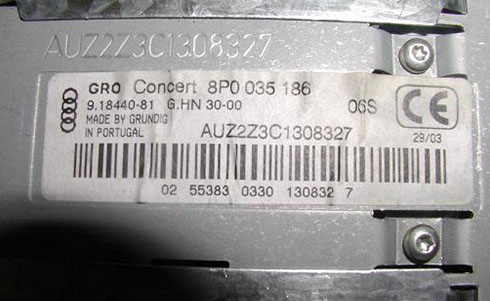 AUZ2Z3C1308327
GRO Concert 8P0 035 186
9.18440-81 G.HN 30-00 06S
MADE BY GRUNDIG
IN PORTUGAL
AUZ2Z3C1308327
CE
29/03
02 55383 0330 130832 7